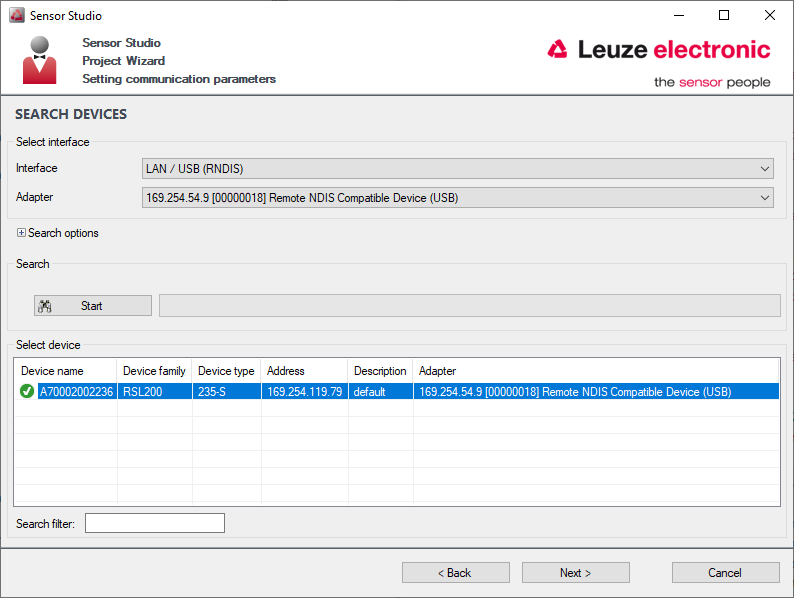 Sensor Studio
Sensor Studio
Project Wizard
Setting communication parameters
Leuze electronic
the sensor people
SEARCH DEVICES
Select interface
Interface LAN / USB (RNDIS)
Adapter 169.254.54.9 [00000018] Remote NDIS Compatible Device (USB)
Search options
Search
Start
Select device
Device name Device family Device type Address Description Adapter
A70002002236 RSL200 235-S 169.254.119.79 default 169.254.54.9 [00000018] Remote NDIS Compatible Device (USB)
Search filter:
< Back Next > Cancel